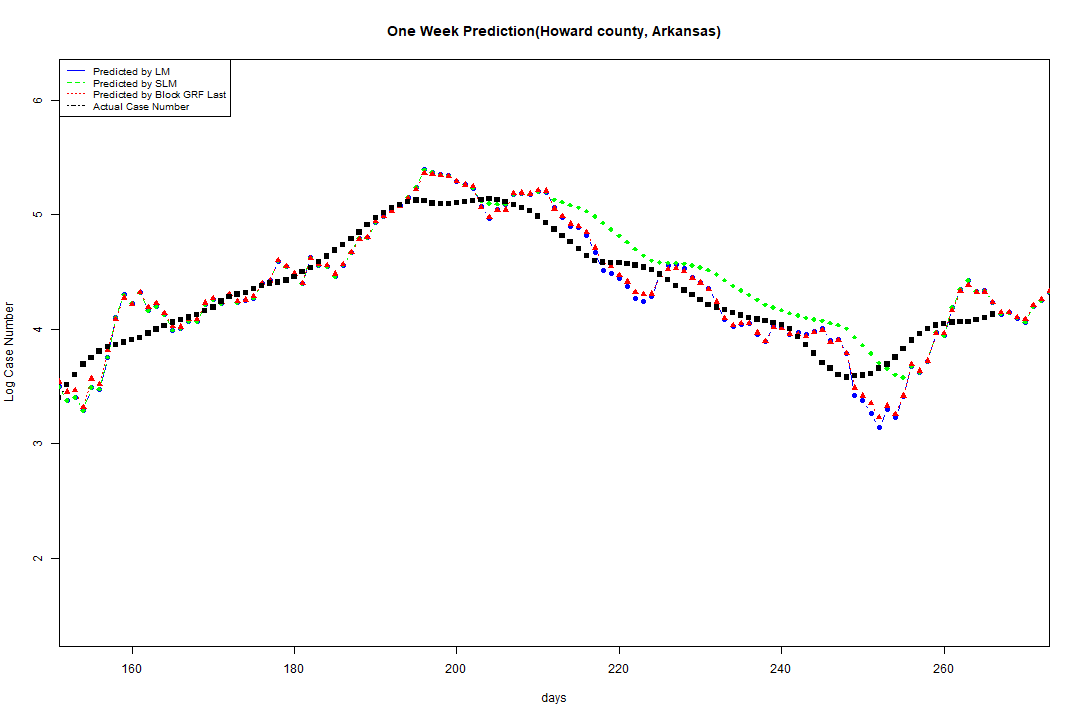 One Week Prediction(Howard county, Arkansas)
Predicted by LM
Predicted by SLM
Predicted by Block GRF Last
Actual Case Number
6
5
4
3
2
Log Case Number
160 180 200 220 240 260
days